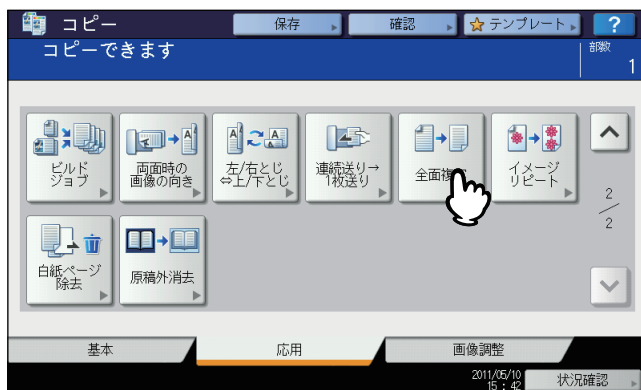 コピー
保存
確認
テンプレート
?
コピーできます
部数
1
ビルド
ジョブ
両面時の
画像の向き
左/右とじ
⇔上/下とじ
連続送り→
1枚送り
全面複
イメージ
リピート
2
2
白紙ページ
除去
原稿外消去
基本
応用
画像調整
2011/05/10
15:42
状況確認